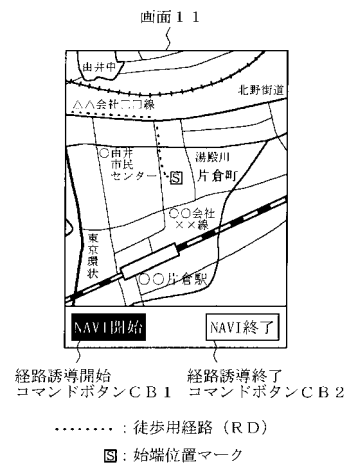 画面１１
由井中
北野街道
△△会社□□線
○由井
市民
センター
湯殿川
片倉町
S
○○会社
××線
東京環状
○○片倉駅
NAVI開始
NAVI終了
経路誘導開始
コマンドボタンＣＢ１
経路誘導終了
コマンドボタンＣＢ２
‥‥‥‥：徒歩用経路（ＲＤ）
S：始端位置マーク